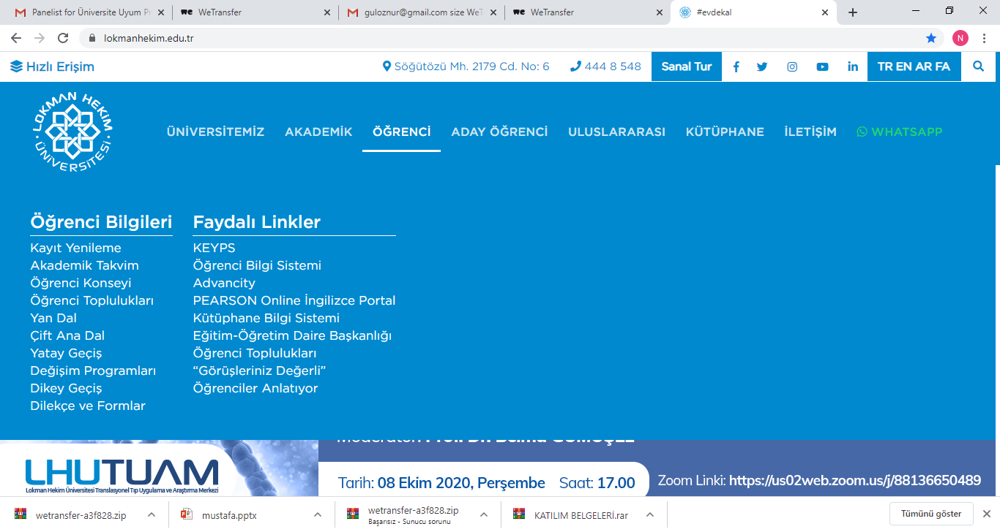 Panelist for Üniversite Uyum Pr
WeTransfer
guloznur@gmail.com size WeT
WeTransfer
#evdekal
lokmanhekim.edu.tr
N
Hızlı Erişim
Söğütözü Mh. 2179 Cd. No: 6
444 8 548
Sanal Tur
TR EN AR FA
LOKMAN HEKİM ÜNİVERSİTESİ
ÜNİVERSİTEMİZ
AKADEMİK
ÖĞRENCİ
ADAY ÖĞRENCİ
ULUSLARARASI
KÜTÜPHANE
İLETİŞİM
WHATSAPP
Öğrenci Bilgileri
Kayıt Yenileme
Akademik Takvim
Öğrenci Konseyi
Öğrenci Toplulukları
Yan Dal
Çift Ana Dal
Yatay Geçiş
Değişim Programları
Dikey Geçiş
Dilekçe ve Formlar
Faydalı Linkler
KEYPS
Öğrenci Bilgi Sistemi
Advancity
PEARSON Online İngilizce Portal
Kütüphane Bilgi Sistemi
Eğitim-Öğretim Daire Başkanlığı
Öğrenci Toplulukları
“Görüşleriniz Değerli”
Öğrenciler Anlatıyor
LHUTUAM
Lokman Hekim Üniversitesi Translasyonel Tıp Uygulama ve Araştırma Merkezi
Tarih: 08 Ekim 2020, Perşembe Saat: 17.00
Zoom Linki: https://us02web.zoom.us/j/88136650489
wetransfer-a3f828.zip
mustafa.pptx
wetransfer-a3f828.zip
Başarısız - Sunucu sorunu
KATILIM BELGELERİ.rar
Tümünü göster